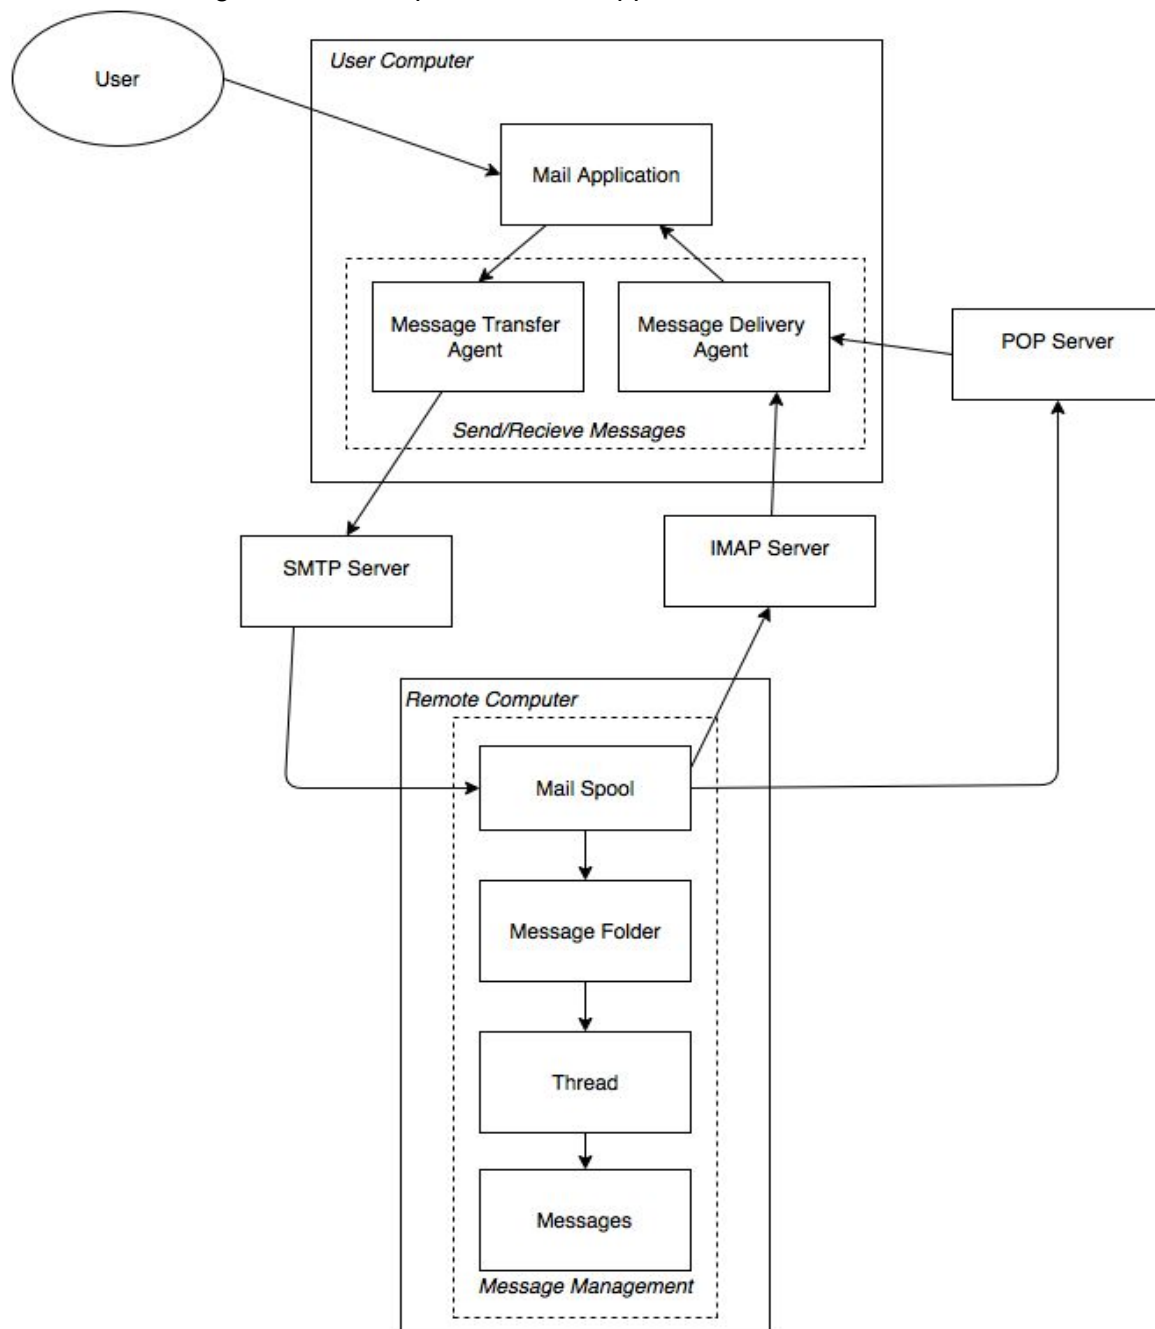 User
User Computer
Mail Application
Message Transfer
Agent
Message Delivery
Agent
POP Server
Send/Recieve Messages
SMTP Server
IMAP Server
Remote Computer
Mail Spool
Message Folder
Thread
Messages
Message Management